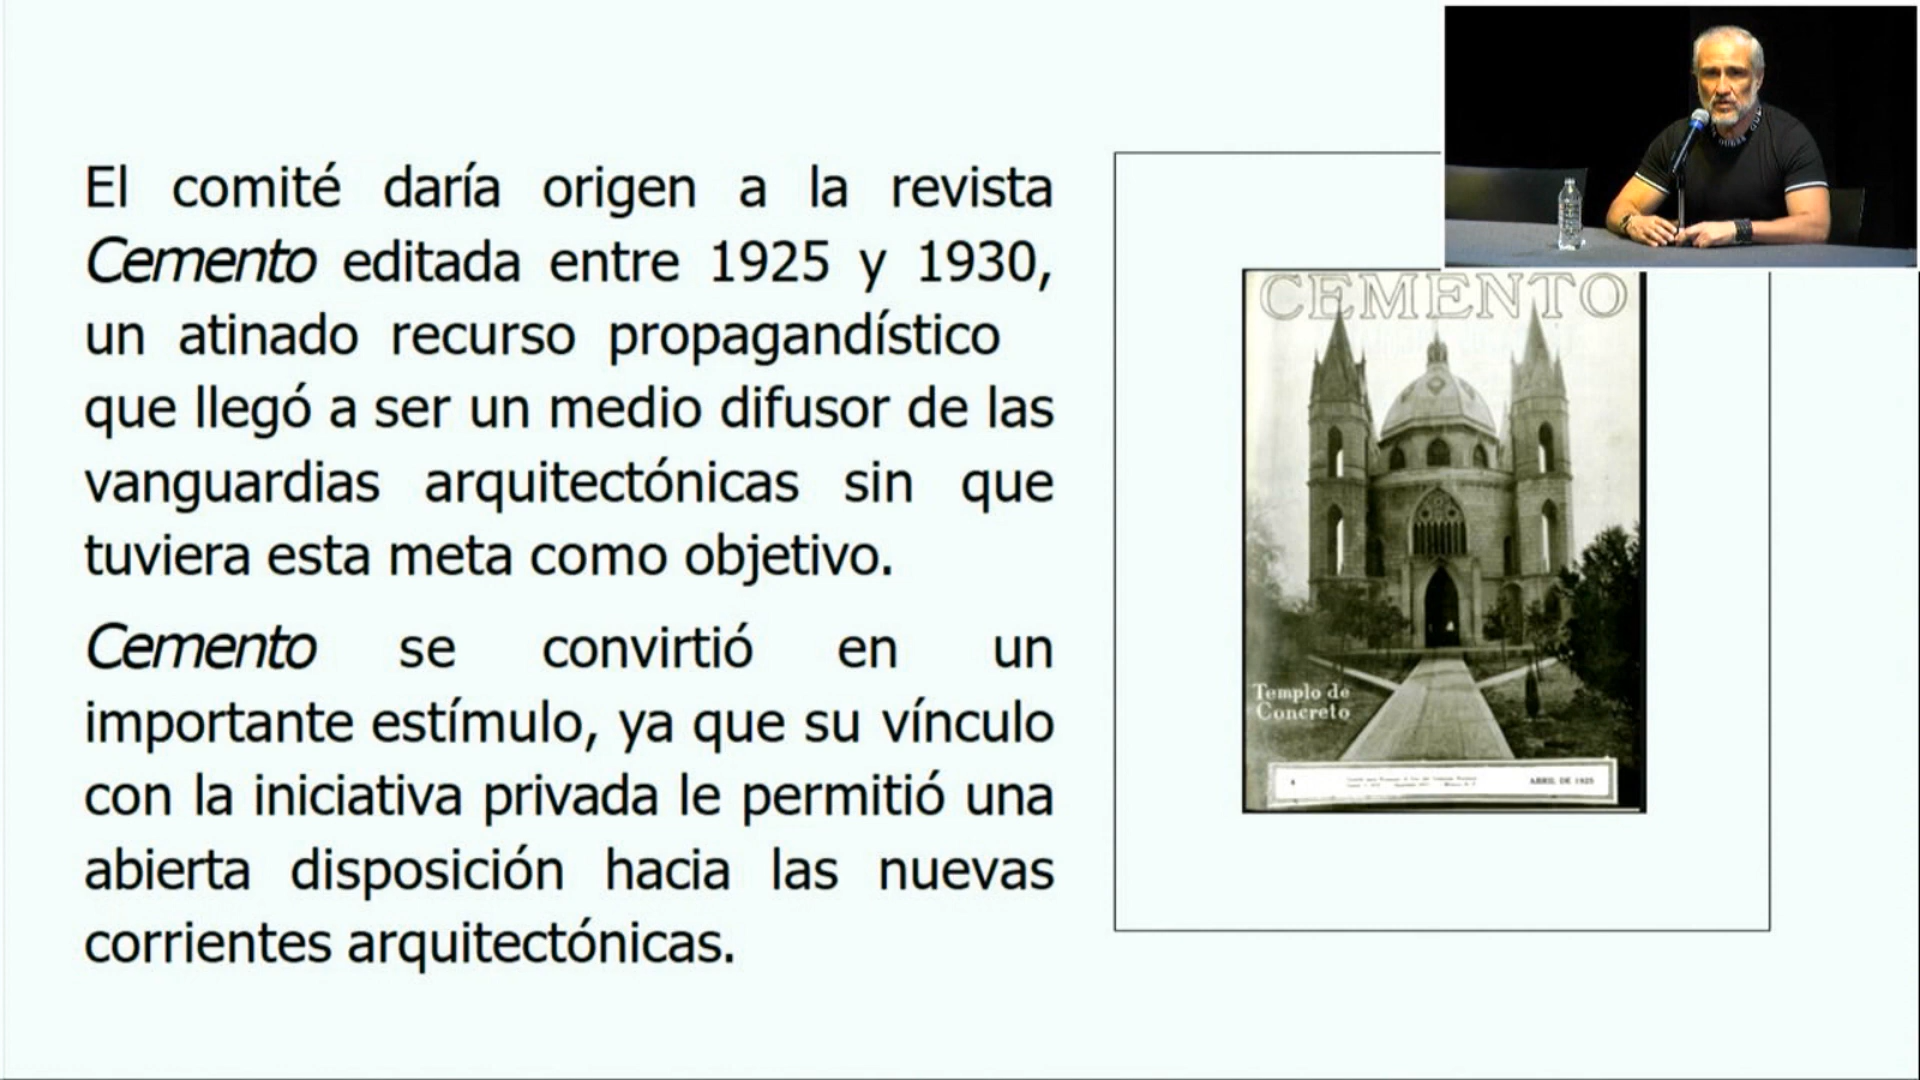 El comité daría origen a la revista
Cemento editada entre 1925 y 1930,
un atinado recurso propagandístico
que llegó a ser un medio difusor de las
vanguardias arquitectónicas sin que
tuviera esta meta como objetivo.
Cemento se convirtió en un
importante estímulo, ya que su vínculo
con la iniciativa privada le permitió una
abierta disposición hacia las nuevas
corrientes arquitectónicas.
CEMENTO
Templo de
Concreto
ABRIL DE 1925